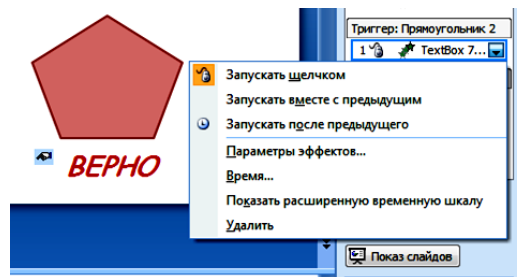 Триггер: Прямоугольник 2
1 TextBox 7...
Запускать щелчком
Запускать вместе с предыдущим
Запускать после предыдущего
Параметры эффектов...
Время...
Показать расширенную временную шкалу
Удалить
ВЕРНО
Показ слайдов